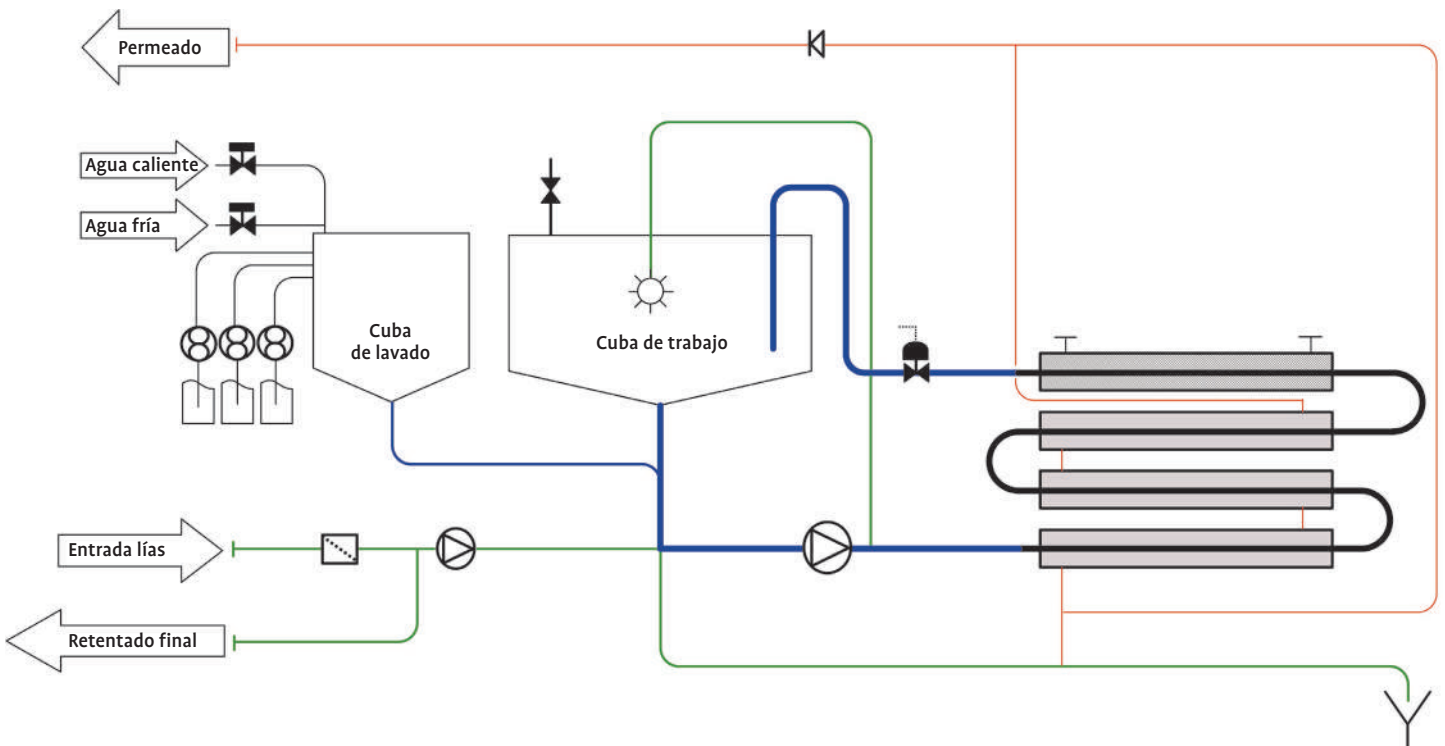 Permeado
Agua caliente
Agua fría
Cuba
de lavado
Cuba de trabajo
Entrada lías
Retentado final